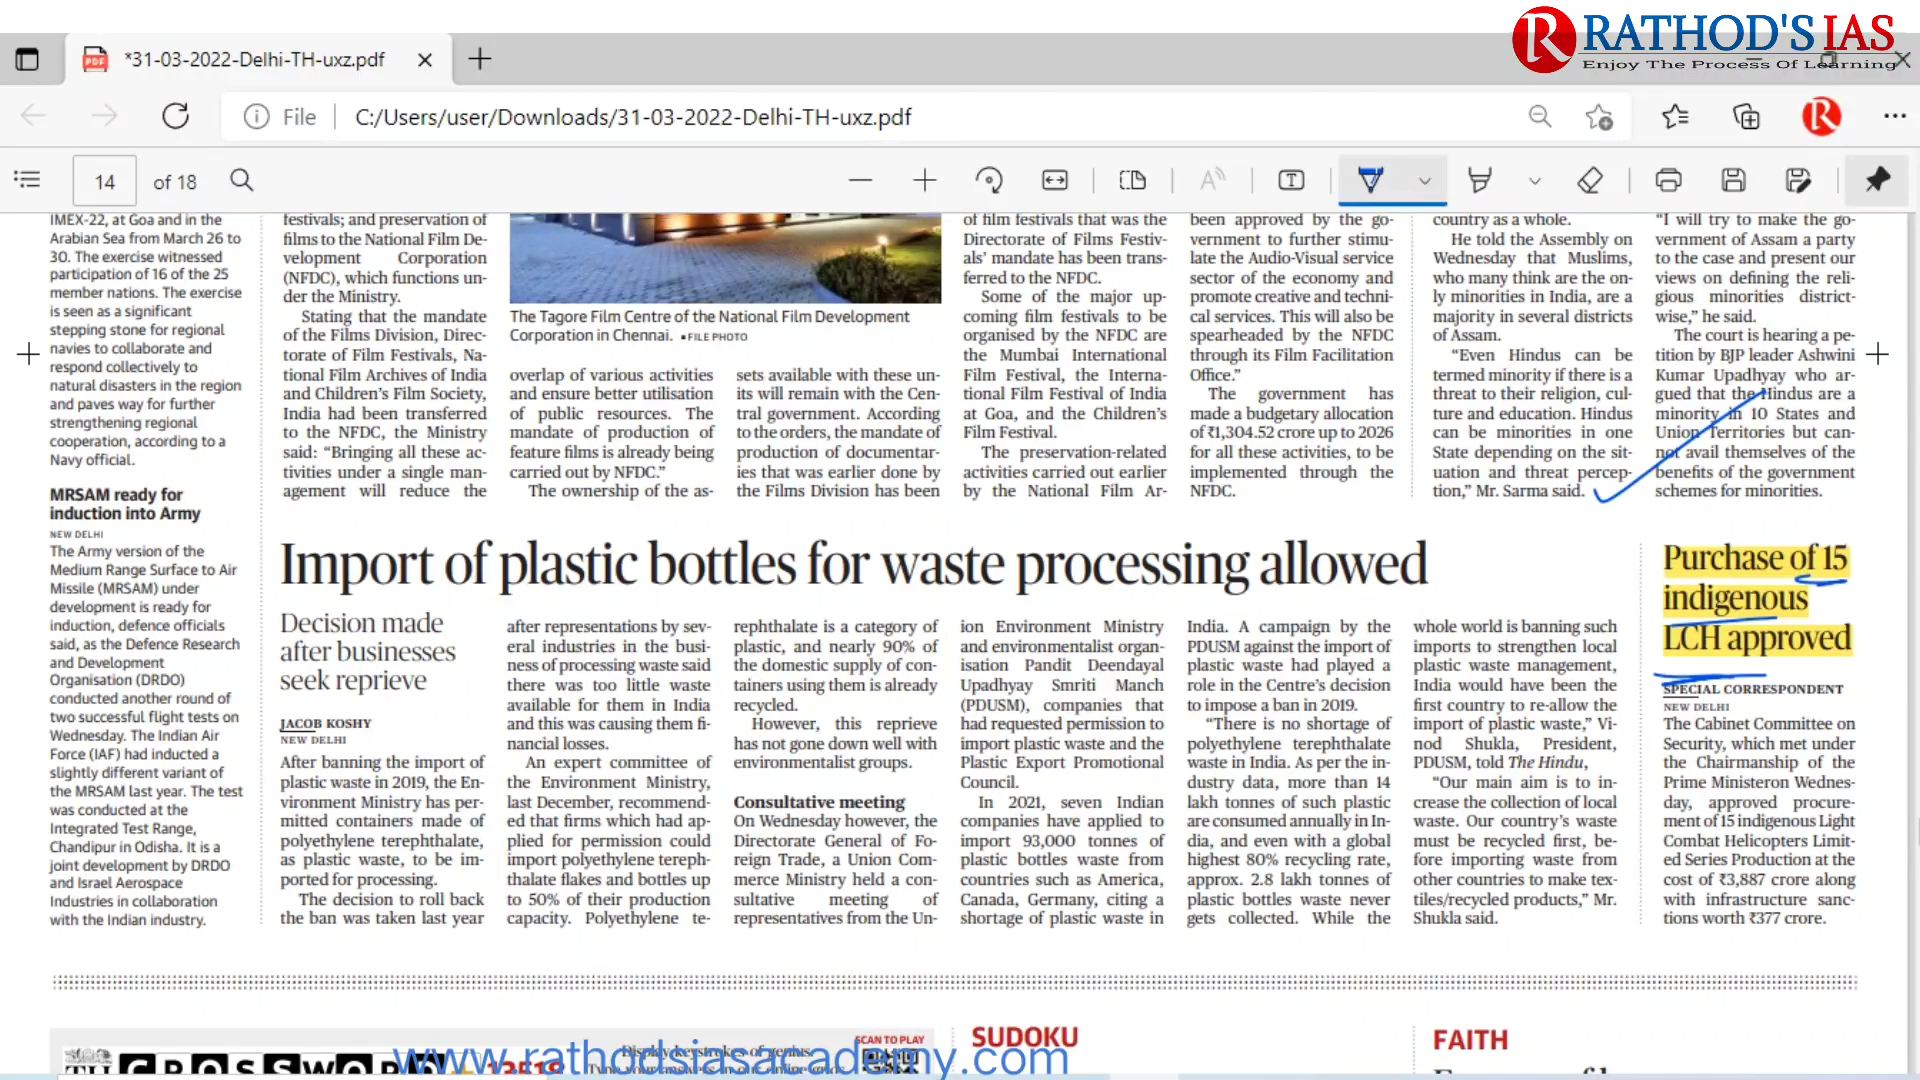 RATHOD'S IAS
Enjoy The Process Of Learning
*31-03-2022-Delhi-TH-uxz.pdf
File
C:/Users/user/Downloads/31-03-2022-Delhi-TH-uxz.pdf
14 of 18
IMEX-22, at Goa and in the
Arabian Sea from March 26 to
30. The exercise witnessed
participation of 16 of the 25
member nations. The exercise
is seen as a significant
stepping stone for regional
navies to collaborate and
respond collectively to
natural disasters in the region
and paves way for further
strengthening regional
cooperation, according to a
Navy official.
MRSAM ready for
induction into Army
NEW DELHI
The Army version of the
Medium Range Surface to Air
Missile (MRSAM) under
development is ready for
induction, defence officials
said, as the Defence Research
and Development
Organisation (DRDO)
conducted another round of
two successful flight tests on
Wednesday. The Indian Air
Force (IAF) had inducted a
slightly different variant of
the MRSAM last year. The test
was conducted at the
Integrated Test Range,
Chandipur in Odisha. It is a
joint development by DRDO
and Israel Aerospace
Industries in collaboration
with the Indian industry.
festivals; and preservation of
films to the National Film De-
velopment Corporation
(NFDC), which functions un-
der the Ministry.
Stating that the mandate
of the Films Division, Direc-
torate of Film Festivals, Na-
tional Film Archives of India
and Children's Film Society,
India had been transferred
to the NFDC, the Ministry
said: “Bringing all these ac-
tivities under a single man-
agement will reduce the
The Tagore Film Centre of the National Film Development
Corporation in Chennai. ▪FILE PHOTO
overlap of various activities
and ensure better utilisation
of public resources. The
mandate of production of
feature films is already being
carried out by NFDC.”
The ownership of the as-
sets available with these un-
its will remain with the Cen-
tral government. According
to the orders, the mandate of
production of documentar-
ies that was earlier done by
the Films Division has been
of film festivals that was the
Directorate of Films Festiv-
als’ mandate has been trans-
ferred to the NFDC.
Some of the major up-
coming film festivals to be
organised by the NFDC are
the Mumbai International
Film Festival, the Interna-
tional Film Festival of India
at Goa, and the Children’s
Film Festival.
The preservation-related
activities carried out earlier
by the National Film Ar-
been approved by the go-
vernment to further stimu-
late the Audio-Visual service
sector of the economy and
promote creative and techni-
cal services. This will also be
spearheaded by the NFDC
through its Film Facilitation
Office.”
The government has
made a budgetary allocation
of ₹1,304.52 crore up to 2026
for all these activities, to be
implemented through the
NFDC.
country as a whole.
He told the Assembly on
Wednesday that Muslims,
who many think are the on-
ly minorities in India, are a
majority in several districts
of Assam.
“Even Hindus can be
termed minority if there is a
threat to their religion, cul-
ture and education. Hindus
can be minorities in one
State depending on the sit-
uation and threat percep-
tion,” Mr. Sarma said.
“I will try to make the go-
vernment of Assam a party
to the case and present our
views on defining the reli-
gious minorities district-
wise,” he said.
The court is hearing a pe-
tition by BJP leader Ashwini
Kumar Upadhyay who ar-
gued that the Hindus are a
minority in 10 States and
Union Territories but can-
not avail themselves of the
benefits of the government
schemes for minorities.
Import of plastic bottles for waste processing allowed
Decision made
after businesses
seek reprieve
JACOB KOSHY
NEW DELHI
After banning the import of
plastic waste in 2019, the En-
vironment Ministry has per-
mitted containers made of
polyethylene terephthalate,
as plastic waste, to be im-
ported for processing.
The decision to roll back
the ban was taken last year
after representations by sev-
eral industries in the busi-
ness of processing waste said
there was too little waste
available for them in India
and this was causing them fi-
nancial losses.
An expert committee of
the Environment Ministry,
last December, recommend-
ed that firms which had ap-
plied for permission could
import polyethylene tereph-
thalate flakes and bottles up
to 50% of their production
capacity. Polyethylene te-
rephthalate is a category of
plastic, and nearly 90% of
the domestic supply of con-
tainers using them is already
recycled.
However, this reprieve
has not gone down well with
environmentalist groups.
Consultative meeting
On Wednesday however, the
Directorate General of Fo-
reign Trade, a Union Com-
merce Ministry held a con-
sultative meeting of
representatives from the Un-
ion Environment Ministry
and environmentalist organ-
isation Pandit Deendayal
Upadhyay Smriti Manch
(PDUSM), companies that
had requested permission to
import plastic waste and the
Plastic Export Promotional
Council.
In 2021, seven Indian
companies have applied to
import 93,000 tonnes of
plastic bottles waste from
countries such as America,
Canada, Germany, citing a
shortage of plastic waste in
India. A campaign by the
PDUSM against the import of
plastic waste had played a
role in the Centre’s decision
to impose a ban in 2019.
“There is no shortage of
polyethylene terephthalate
waste in India. As per the in-
dustry data, more than 14
lakh tonnes of such plastic
are consumed annually in In-
dia, and even with a global
highest 80% recycling rate,
approx. 2.8 lakh tonnes of
plastic bottles waste never
gets collected. While the
whole world is banning such
imports to strengthen local
plastic waste management,
India would have been the
first country to re-allow the
import of plastic waste,” Vi-
nod Shukla, President,
PDUSM, told The Hindu,
“Our main aim is to in-
crease the collection of local
waste. Our country’s waste
must be recycled first, be-
fore importing waste from
other countries to make tex-
tiles/recycled products,” Mr.
Shukla said.
Purchase of 15
indigenous
LCH approved
SPECIAL CORRESPONDENT
NEW DELHI
The Cabinet Committee on
Security, which met under
the Chairmanship of the
Prime Ministeron Wednes-
day, approved procure-
ment of 15 indigenous Light
Combat Helicopters Limit-
ed Series Production at the
cost of ₹3,887 crore along
with infrastructure sanc-
tions worth ₹377 crore.
SCAN TO PLAY
SUDOKU
FAITH
www.rathodsiasacademy.com